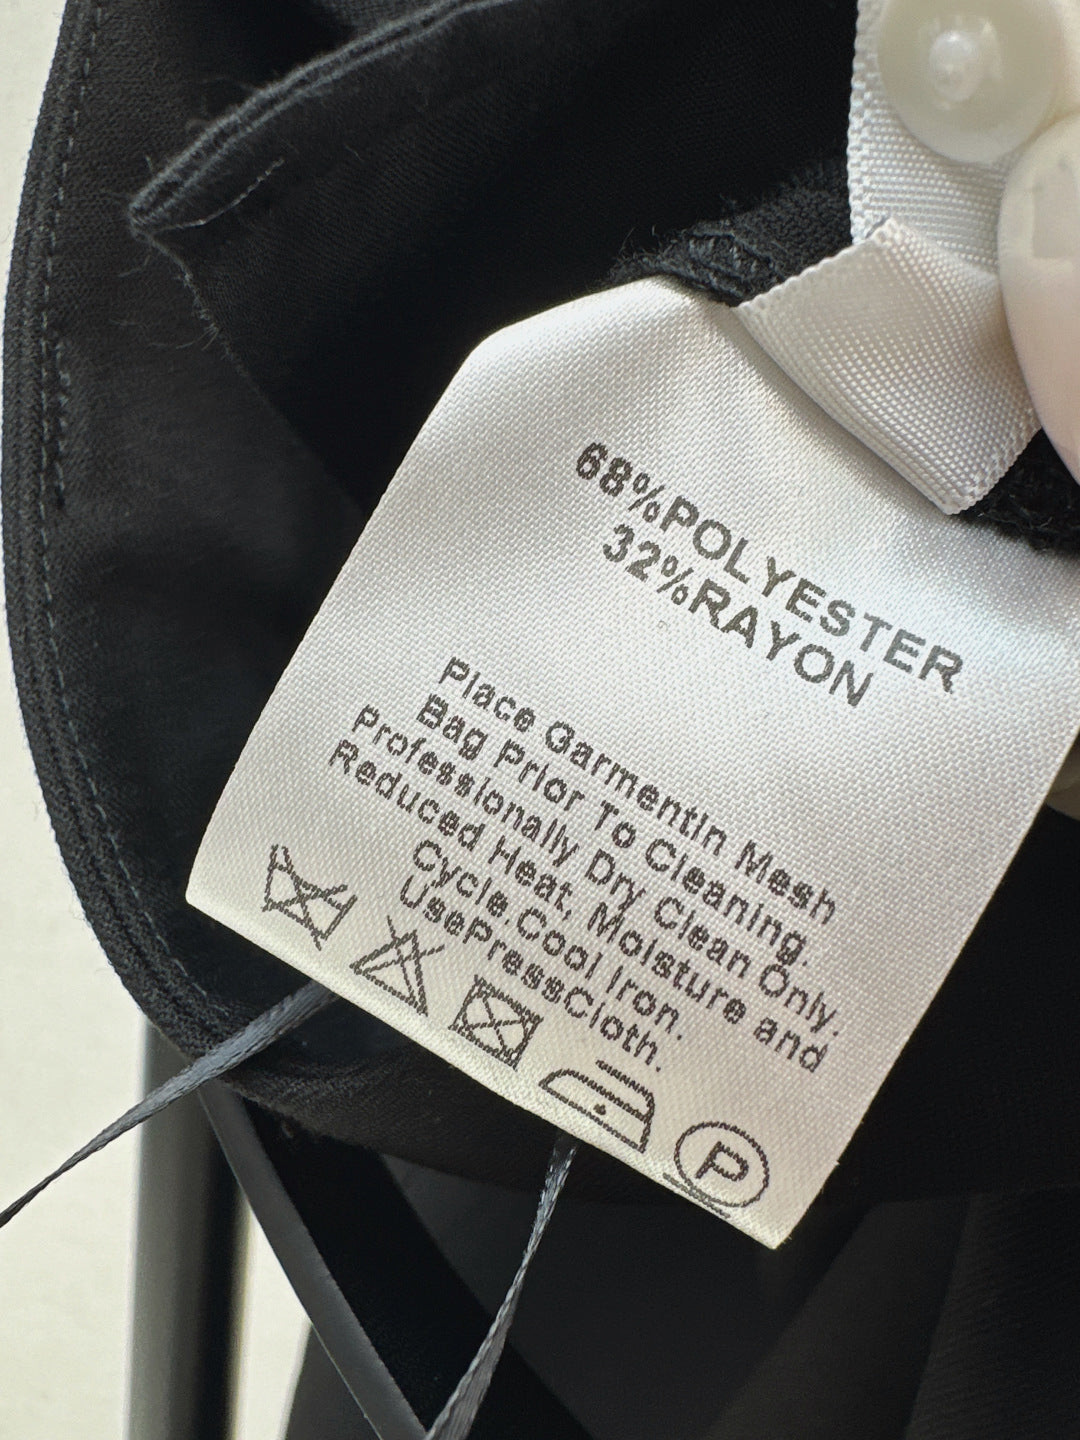 68%POLYESTER
32%RAYON
Place GarmentIn Mesh
Bag Prior To Cleaning.
Professionally Dry Clean Only.
Reduced Heat, Moisture and
Cycle.Cool Iron.
UsePressCloth.
P